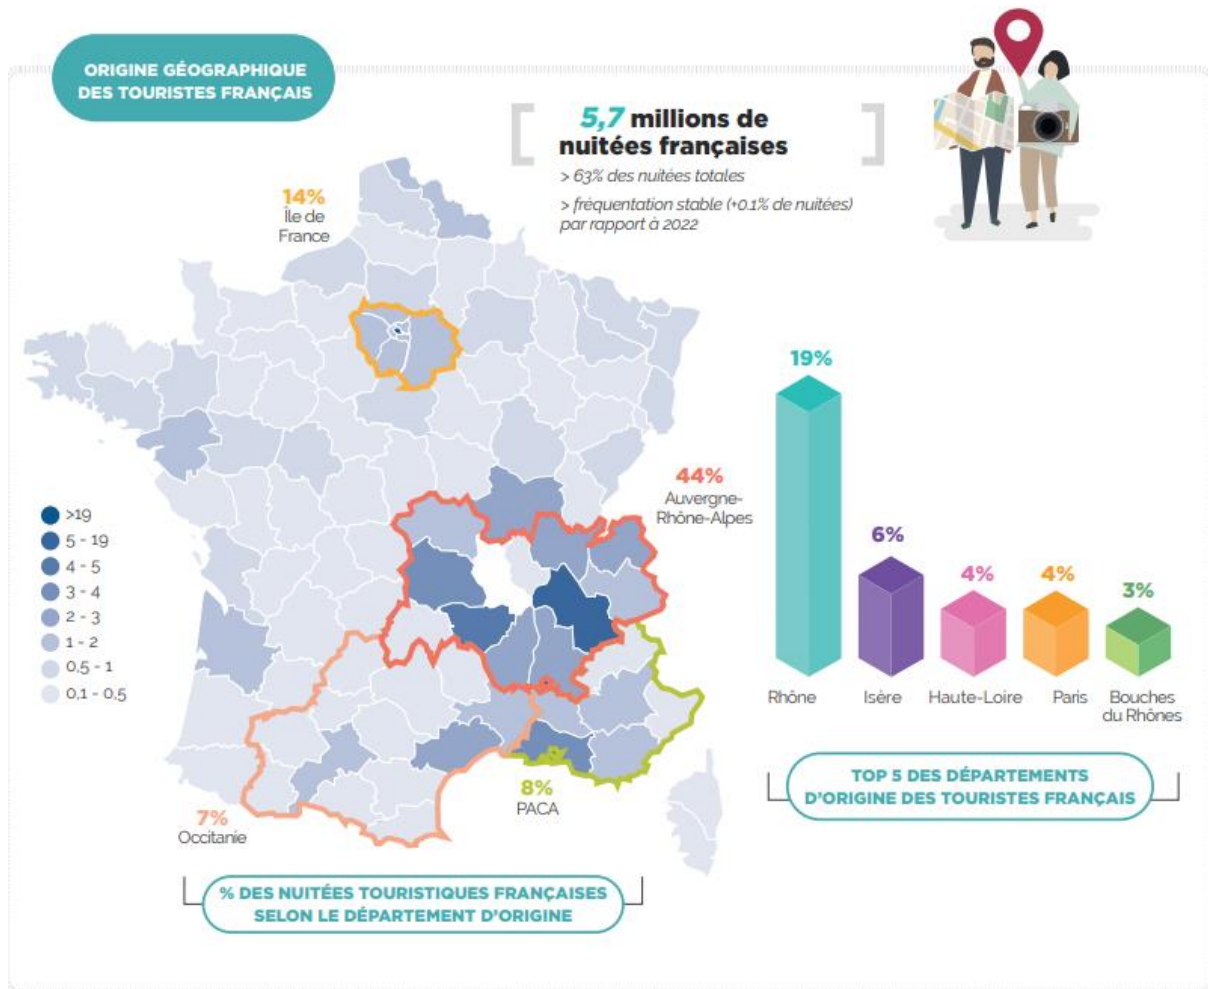 ORIGINE GÉOGRAPHIQUE
DES TOURISTES FRANÇAIS
5,7 millions de
nuitées françaises
> 63% des nuitées totales
> fréquentation stable (+0.1% de nuitées)
par rapport à 2022
14%
Île de
France
44%
Auvergne-
Rhône-Alpes
>19
5 - 19
4 - 5
3 - 4
2 - 3
1 - 2
0.5 - 1
0,1 - 0.5
8%
PACA
7%
Occitanie
% DES NUITÉES TOURISTIQUES FRANÇAISES
SELON LE DÉPARTEMENT D'ORIGINE
19%
6%
4%
4%
3%
Rhône
Isère
Haute-Loire
Paris
Bouches
du Rhônes
TOP 5 DES DÉPARTEMENTS
D'ORIGINE DES TOURISTES FRANÇAIS